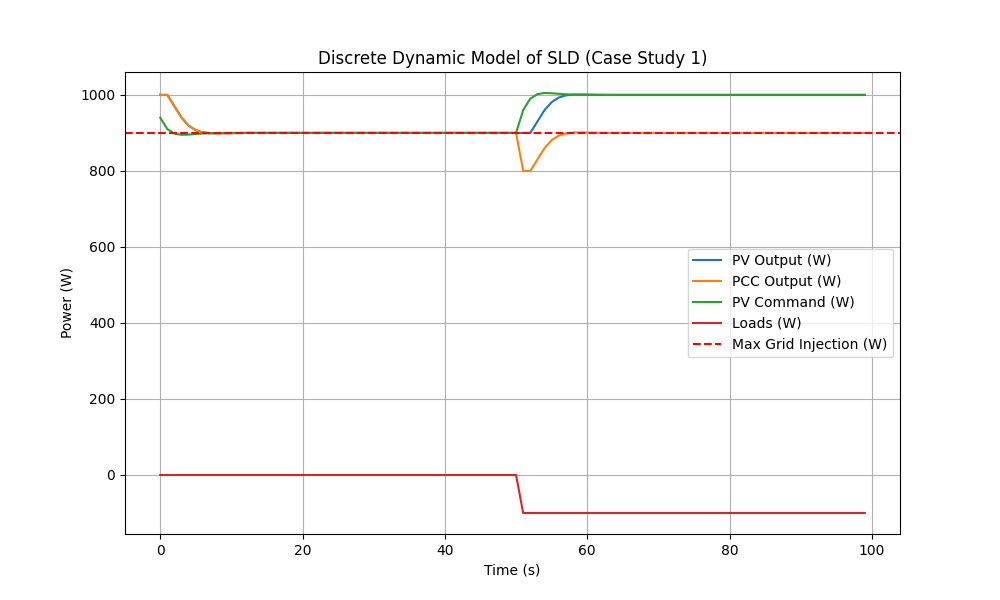 Discrete Dynamic Model of SLD (Case Study 1)
Power (W)
1000
800
600
400
200
0
PV Output (W)
PCC Output (W)
PV Command (W)
Loads (W)
Max Grid Injection (W)
0 20 40 60 80 100
Time (s)